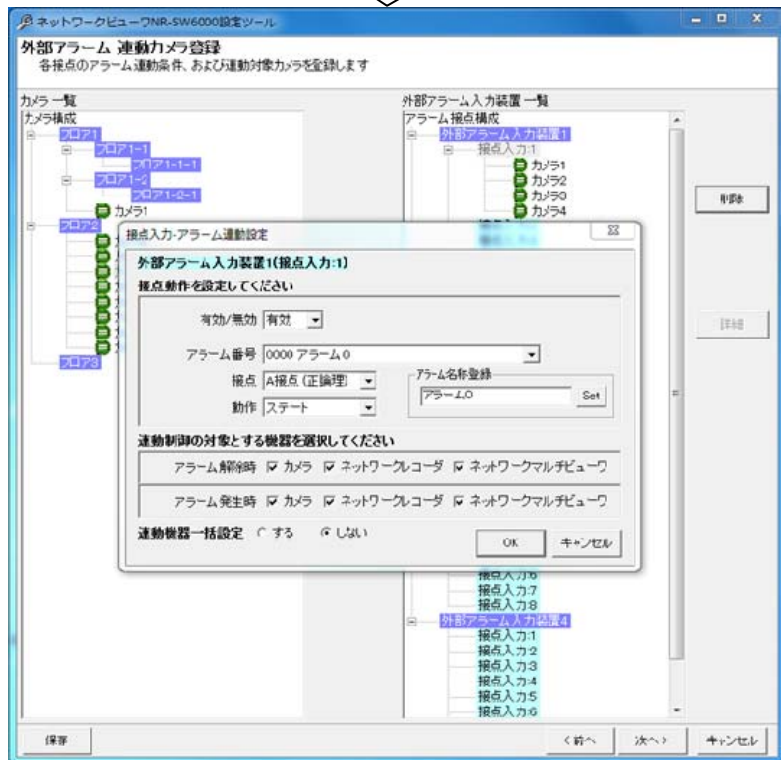 ネットワークビューワNR-SW6000設定ツール
外部アラーム 連動カメラ登録
各接点のアラーム連動条件、および連動対象カメラを登録します
カメラ 一覧
カメラ構成
フロア1
フロア1-1
フロア1-1-1
フロア1-2
フロア1-2-1
カメラ1
フロア2
フロア3
外部アラーム入力装置 一覧
アラーム接点構成
外部アラーム入力装置1
接点入力:1
カメラ1
カメラ2
カメラ3
カメラ4
削除
詳細
接点入力-アラーム連動設定
外部アラーム入力装置1(接点入力:1)
接点動作を設定してください
有効/無効 有効
アラーム番号 0000 アラーム0
接点 A接点(正論理)
動作 ステート
アラーム名称登録
アラーム0 Set
連動制御の対象とする機器を選択してください
アラーム解除時 カメラ ネットワークレコーダ ネットワークマルチビューワ
アラーム発生時 カメラ ネットワークレコーダ ネットワークマルチビューワ
連動機器一括設定 する しない
OK キャンセル
接点入力:6
接点入力:7
接点入力:8
外部アラーム入力装置4
接点入力:1
接点入力:2
接点入力:3
接点入力:4
接点入力:5
接点入力:6
保存 <前へ 次へ> キャンセル